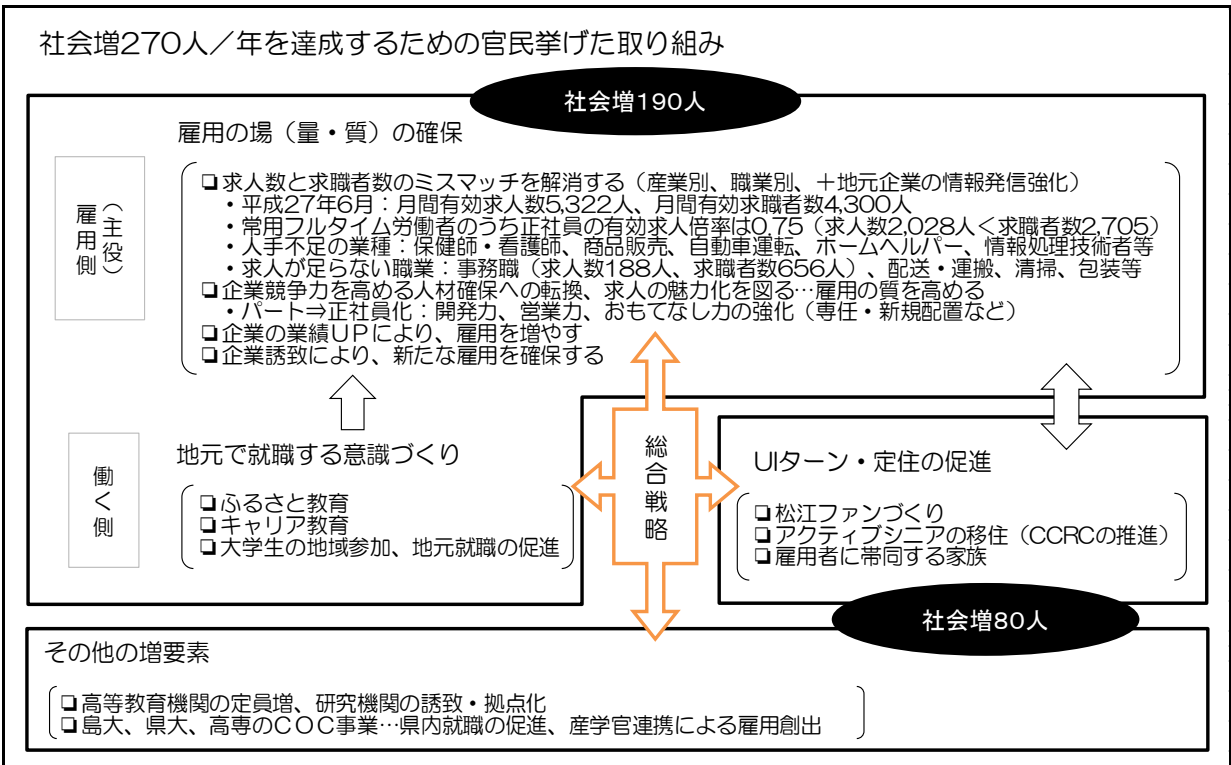 社会増270人／年を達成するための官民挙げた取り組み
社会増190人
雇用の場（量・質）の確保
雇用側（主役）
❏求人数と求職者数のミスマッチを解消する（産業別、職業別、＋地元企業の情報発信強化）
・平成27年6月：月間有効求人数5,322人、月間有効求職者数4,300人
・常用フルタイム労働者のうち正社員の有効求人倍率は0.75（求人数2,028人＜求職者数2,705）
・人手不足の業種：保健師・看護師、商品販売、自動車運転、ホームヘルパー、情報処理技術者等
・求人が足らない職業：事務職（求人数188人、求職者数656人）、配送・運搬、清掃、包装等
❏企業競争力を高める人材確保への転換、求人の魅力化を図る…雇用の質を高める
・パート⇒正社員化：開発力、営業力、おもてなし力の強化（専任・新規配置など）
❏企業の業績ＵＰにより、雇用を増やす
❏企業誘致により、新たな雇用を確保する
働く側
地元で就職する意識づくり
❏ふるさと教育
❏キャリア教育
❏大学生の地域参加、地元就職の促進
総合戦略
UIターン・定住の促進
❏松江ファンづくり
❏アクティブシニアの移住（CCRCの推進）
❏雇用者に帯同する家族
社会増80人
その他の増要素
❏高等教育機関の定員増、研究機関の誘致・拠点化
❏島大、県大、高専のＣＯＣ事業…県内就職の促進、産学官連携による雇用創出